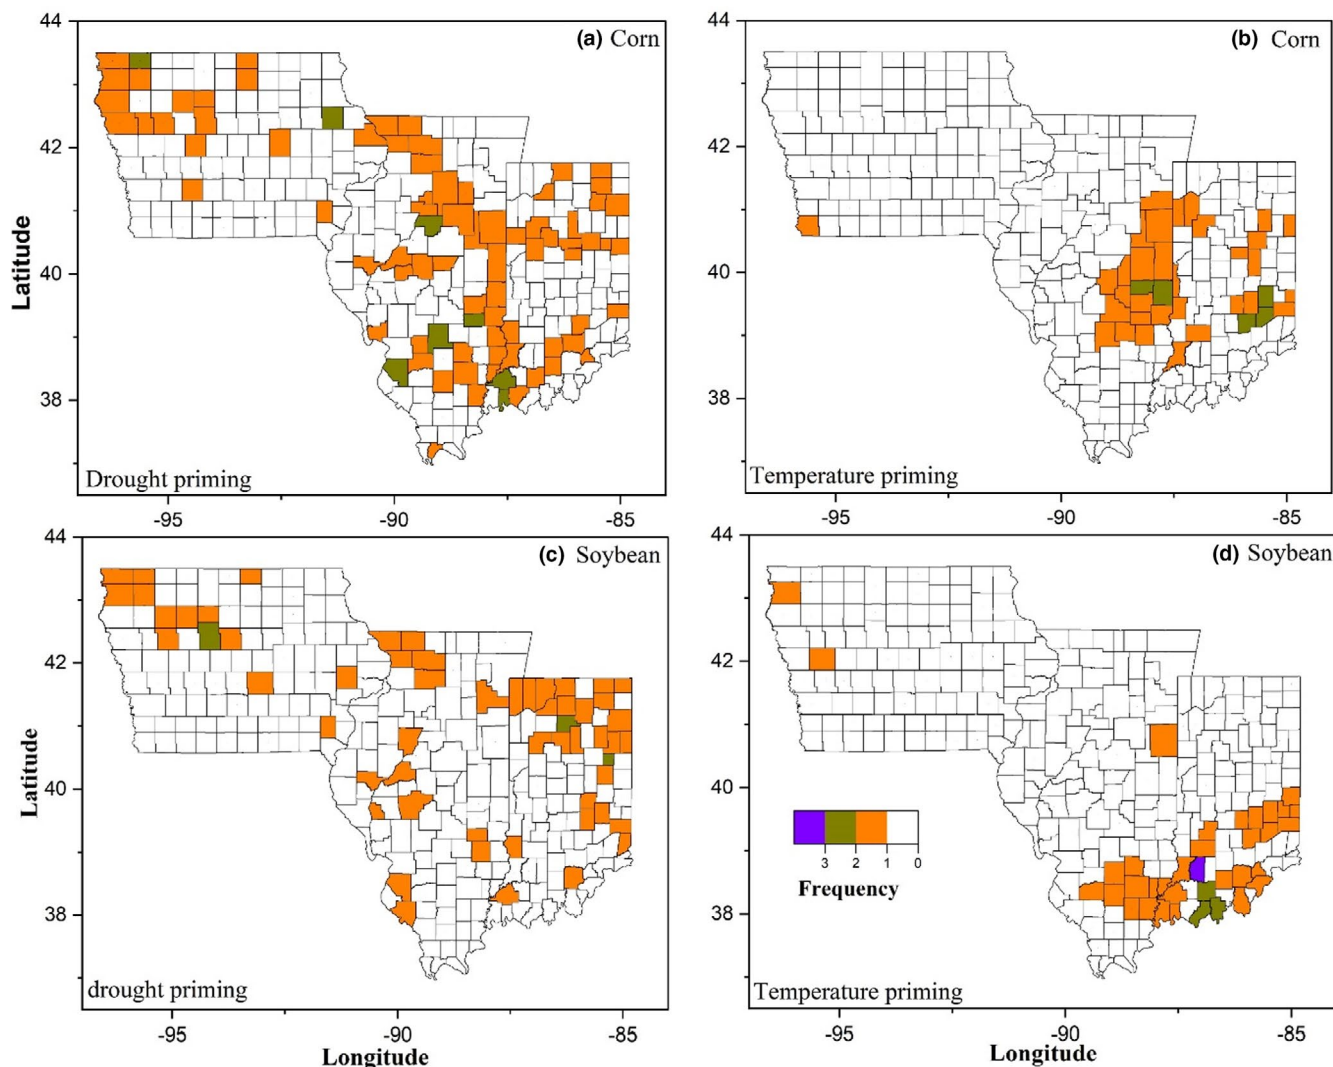 44
(a) Corn
42
Latitude
40
38
Drought priming
-95
-90
-85
44
(b) Corn
42
40
38
Temperature priming
-95
-90
-85
44
(c) Soybean
42
Latitude
40
38
drought priming
-95
-90
-85
Longitude
44
(d) Soybean
42
40
3 2 1 0
Frequency
38
Temperature priming
-95
-90
-85
Longitude